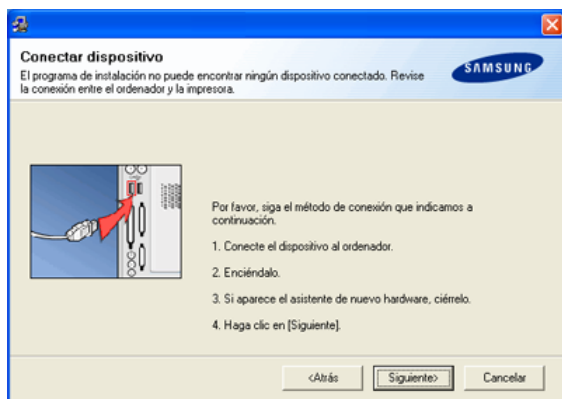 Conectar dispositivo
El programa de instalación no puede encontrar ningún dispositivo conectado. Revise
la conexión entre el ordenador y la impresora.
SAMSUNG
Por favor, siga el método de conexión que indicamos a
continuación.
1. Conecte el dispositivo al ordenador.
2. Enciéndalo.
3. Si aparece el asistente de nuevo hardware, ciérrelo.
4. Haga clic en [Siguiente].
<Atrás
Siguiente>
Cancelar